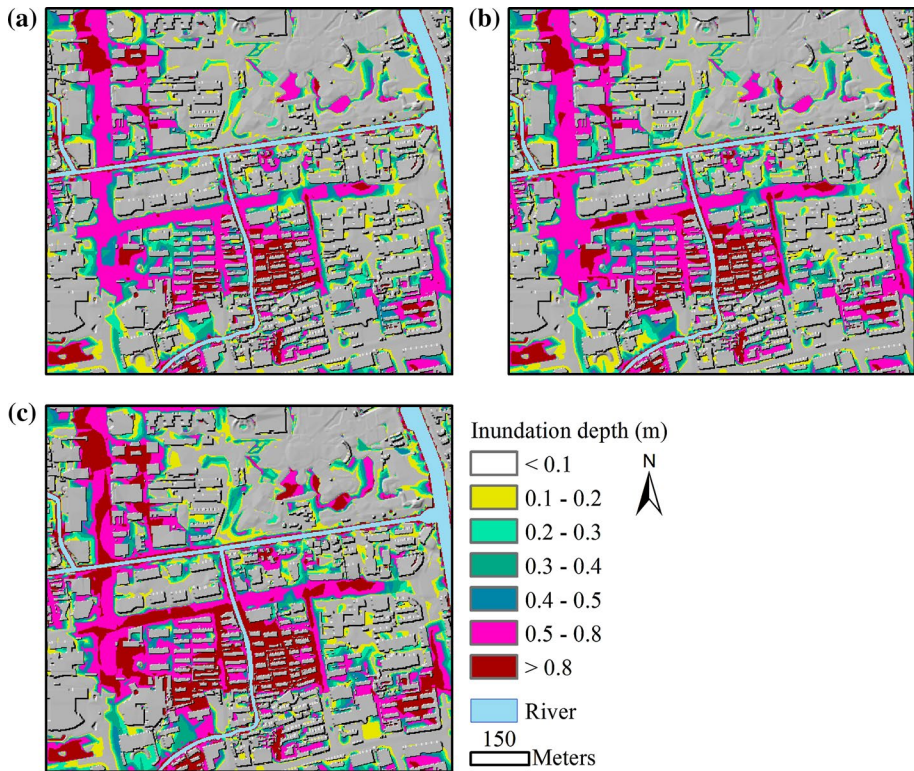 (a)
(b)
(c)
Inundation depth (m)
< 0.1
0.1 - 0.2
0.2 - 0.3
0.3 - 0.4
0.4 - 0.5
0.5 - 0.8
> 0.8
N
River
150
Meters